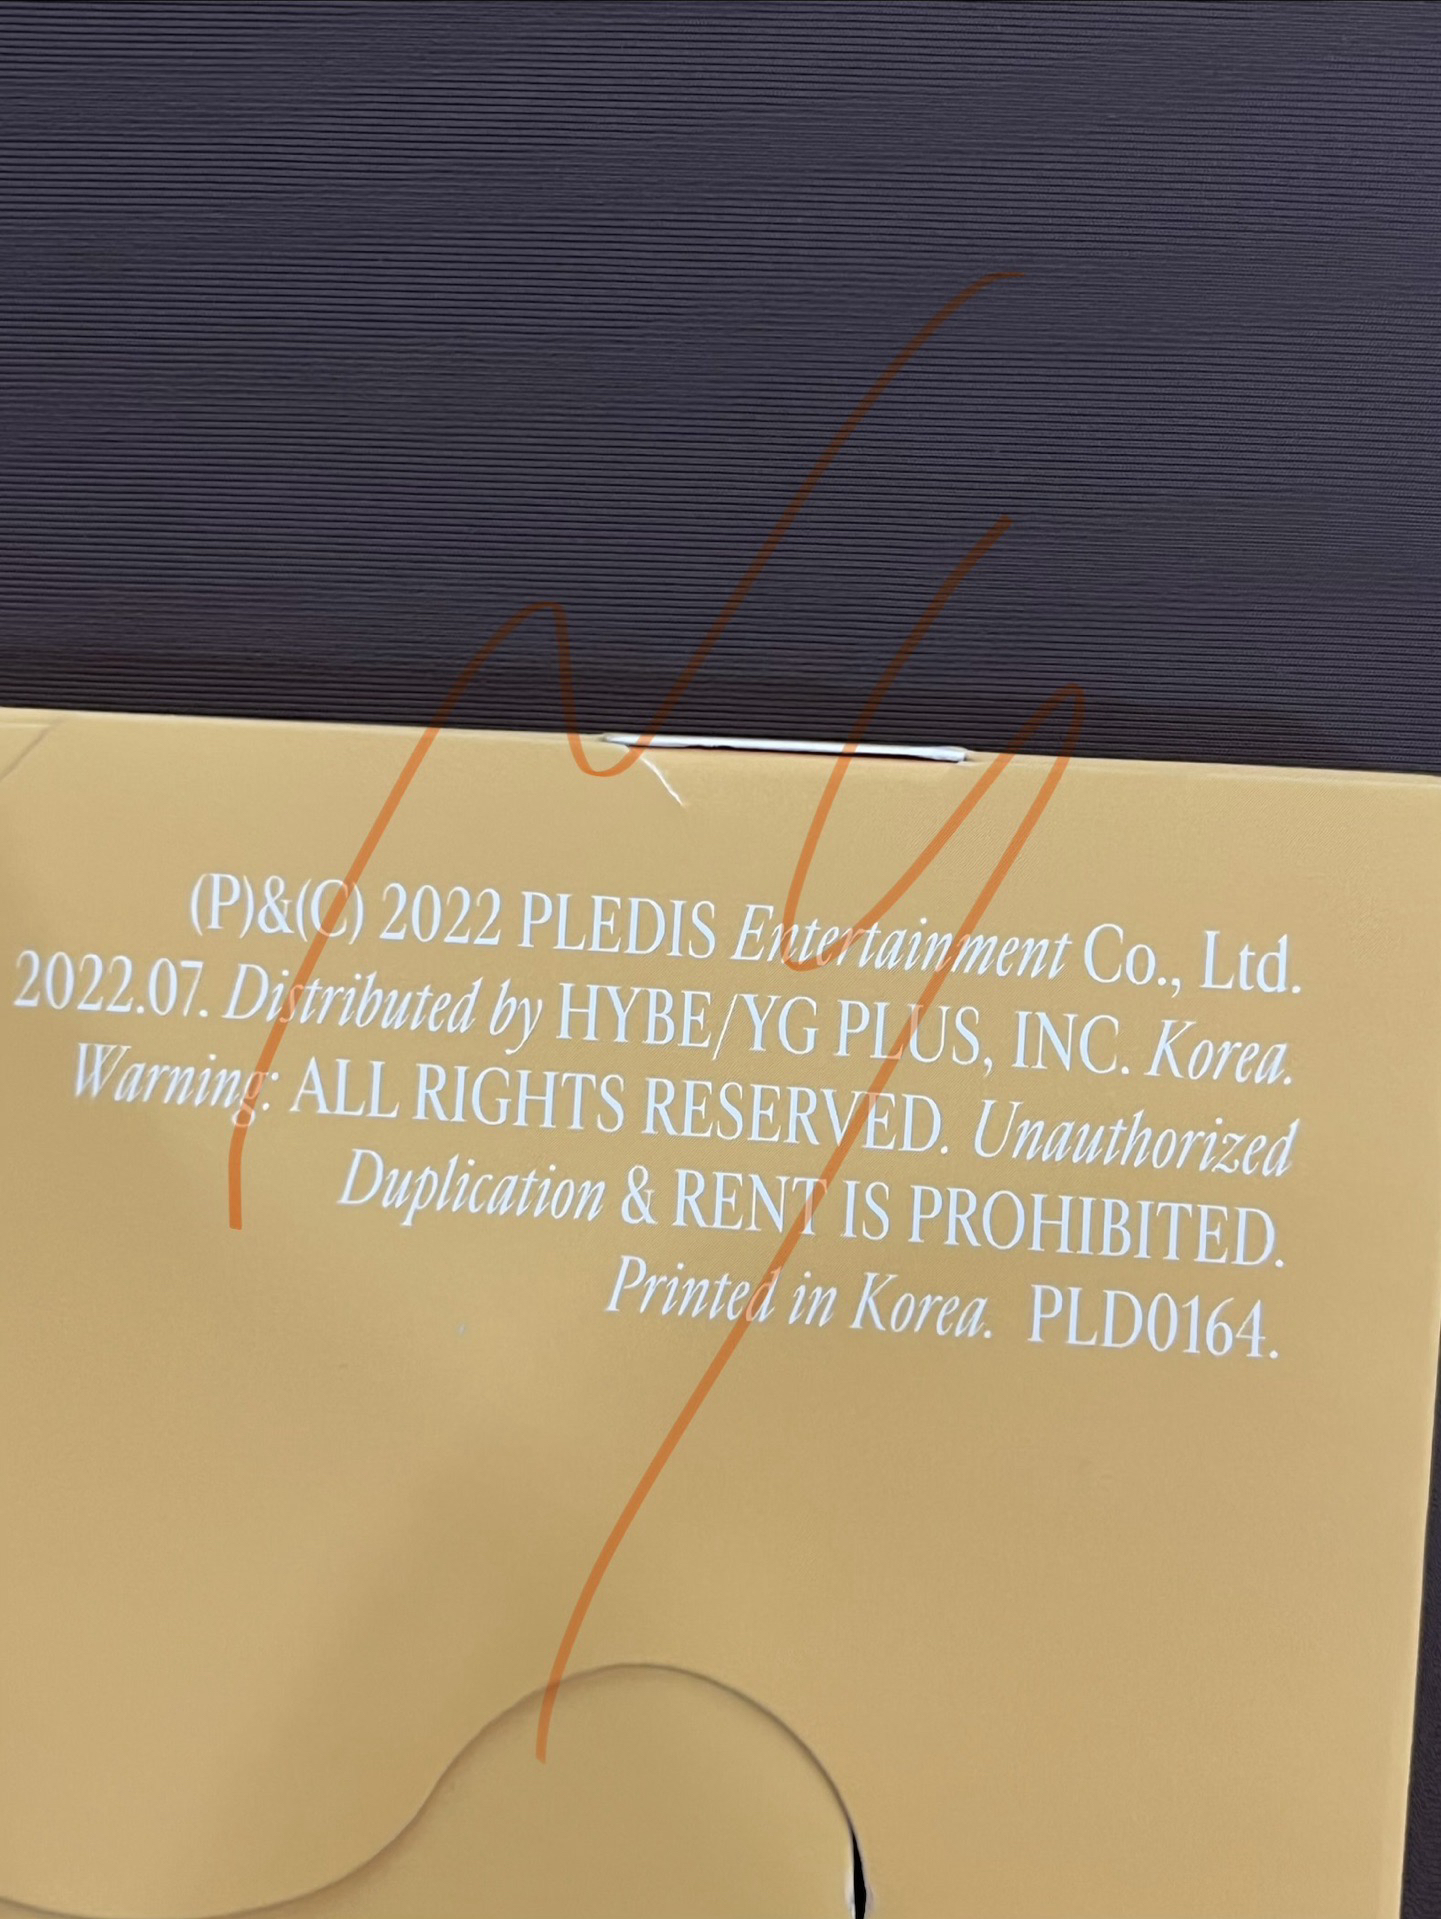 (P)&(C) 2022 PLEDIS Entertainment Co., Ltd.
2022.07. Distributed by HYBE/YG PLUS, INC. Korea.
Warning: ALL RIGHTS RESERVED. Unauthorized
Duplication & RENT IS PROHIBITED.
Printed in Korea. PLD0164.